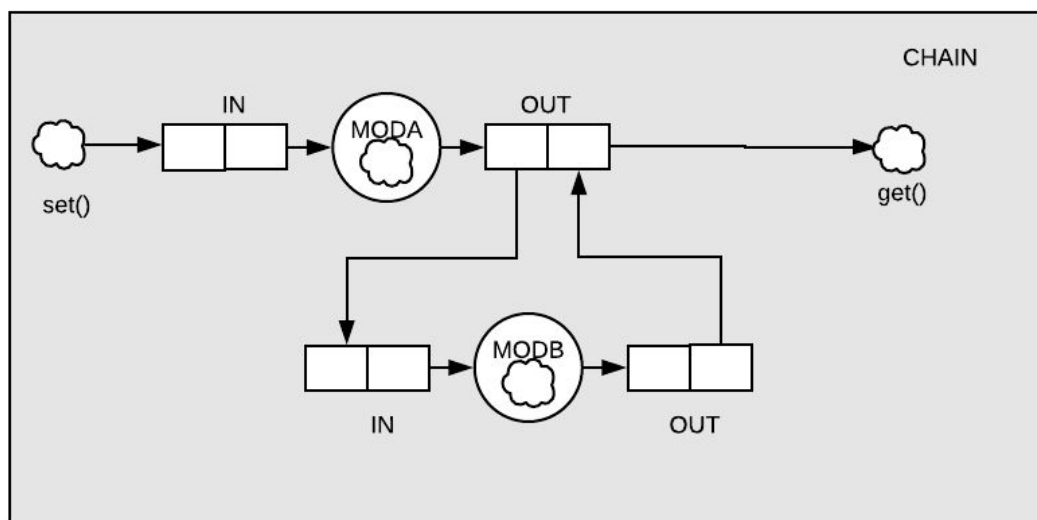 CHAIN
IN
OUT
MODA
set()
get()
MODB
IN
OUT